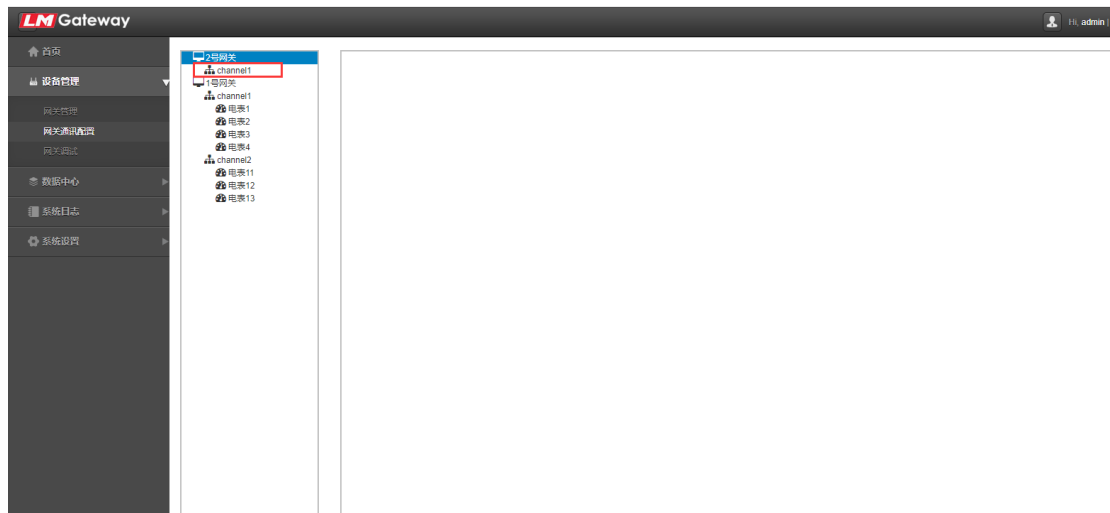 LM Gateway
Hi, admin |
首页
设备管理
网关管理
网关通讯配置
网关调试
数据中心
系统日志
系统设置
2号网关
channel1
1号网关
channel1
电表1
电表2
电表3
电表4
channel2
电表11
电表12
电表13